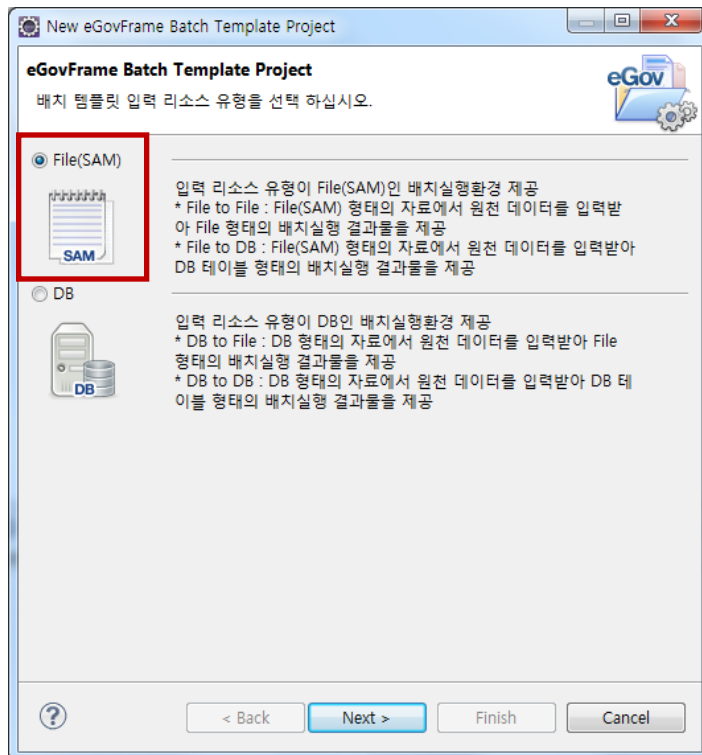 New eGovFrame Batch Template Project
eGovFrame Batch Template Project
배치 템플릿 입력 리소스 유형을 선택 하십시오.
eGov
File(SAM)
SAM
입력 리소스 유형이 File(SAM)인 배치실행환경 제공
* File to File : File(SAM) 형태의 자료에서 원천 데이터를 입력받
아 File 형태의 배치실행 결과물을 제공
* File to DB : File(SAM) 형태의 자료에서 원천 데이터를 입력받아
DB 테이블 형태의 배치실행 결과물을 제공
DB
DB
입력 리소스 유형이 DB인 배치실행환경 제공
* DB to File : DB 형태의 자료에서 원천 데이터를 입력받아 File
형태의 배치실행 결과물을 제공
* DB to DB : DB 형태의 자료에서 원천 데이터를 입력받아 DB 테
이블 형태의 배치실행 결과물을 제공
?
< Back
Next >
Finish
Cancel